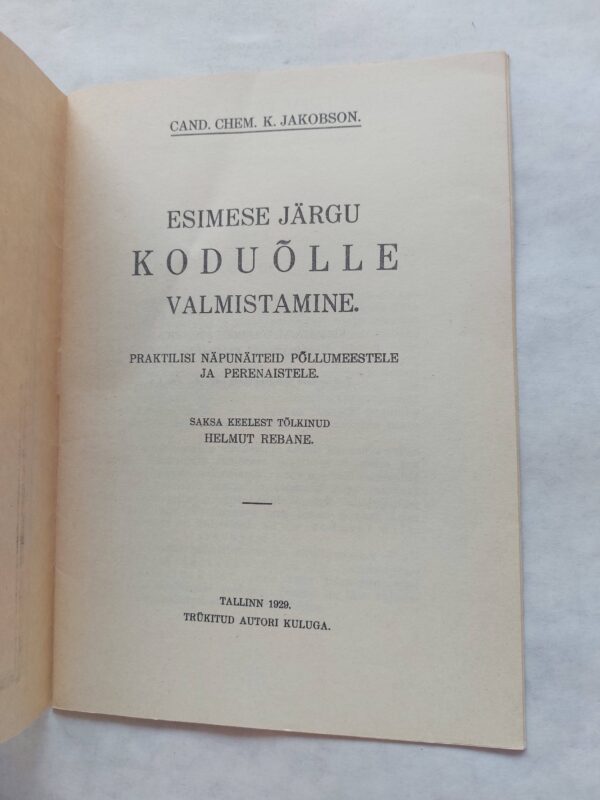 CAND. CHEM. K. JAKOBSON.
ESIMESE JÄRGU
KODUÕLLE
VALMISTAMINE.
PRAKTILISI NÄPUNÄITEID PÕLLUMEESTELE
JA PERENAISTELE.
SAKSA KEELEST TÕLKINUD
HELMUT REBANE.
TALLINN 1929.
TRÜKITUD AUTORI KULUGA.